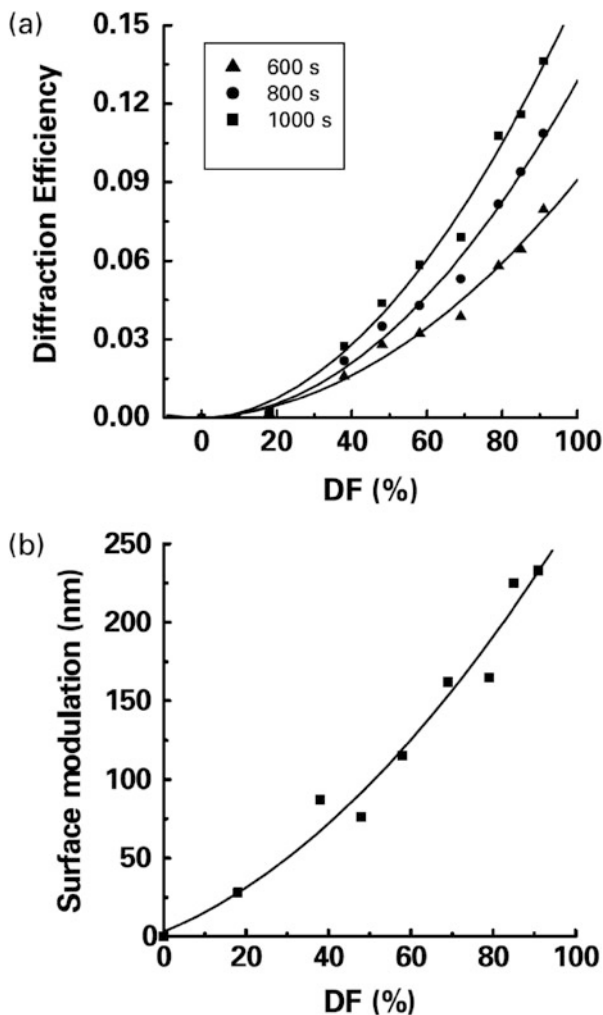 (a)
0.15
0.12
0.09
0.06
0.03
0.00
Diffraction Efficiency
600 s
800 s
1000 s
0 20 40 60 80 100
DF (%)
(b)
250
200
150
100
50
0
Surface modulation (nm)
0 20 40 60 80 100
DF (%)